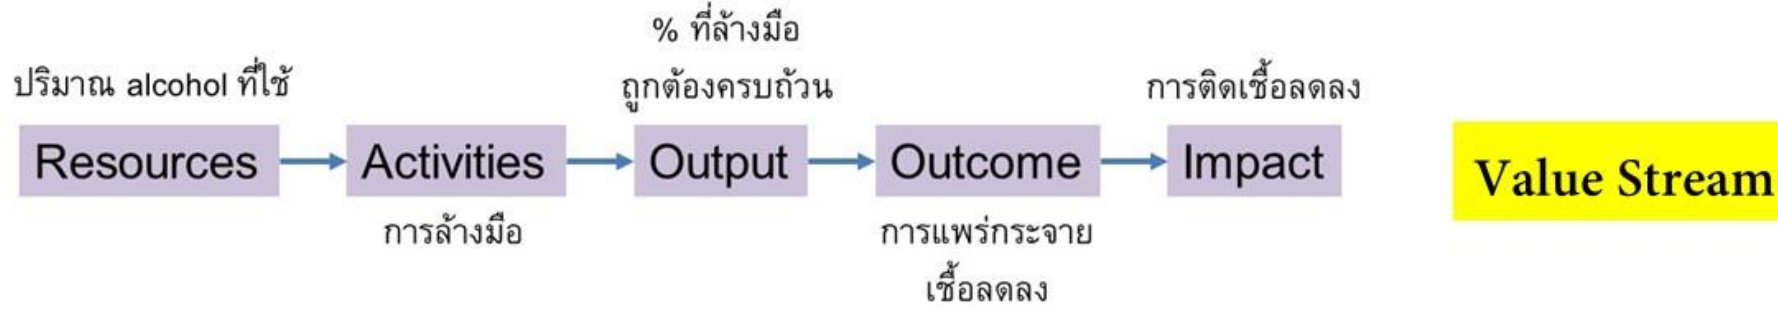 % ที่ล้างมือ
ปริมาณ alcohol ที่ใช้
ถูกต้องครบถ้วน
การติดเชื้อลดลง
Resources
Activities
Output
Outcome
Impact
Value Stream
การล้างมือ
การแพร่กระจาย
เชื้อลดลง